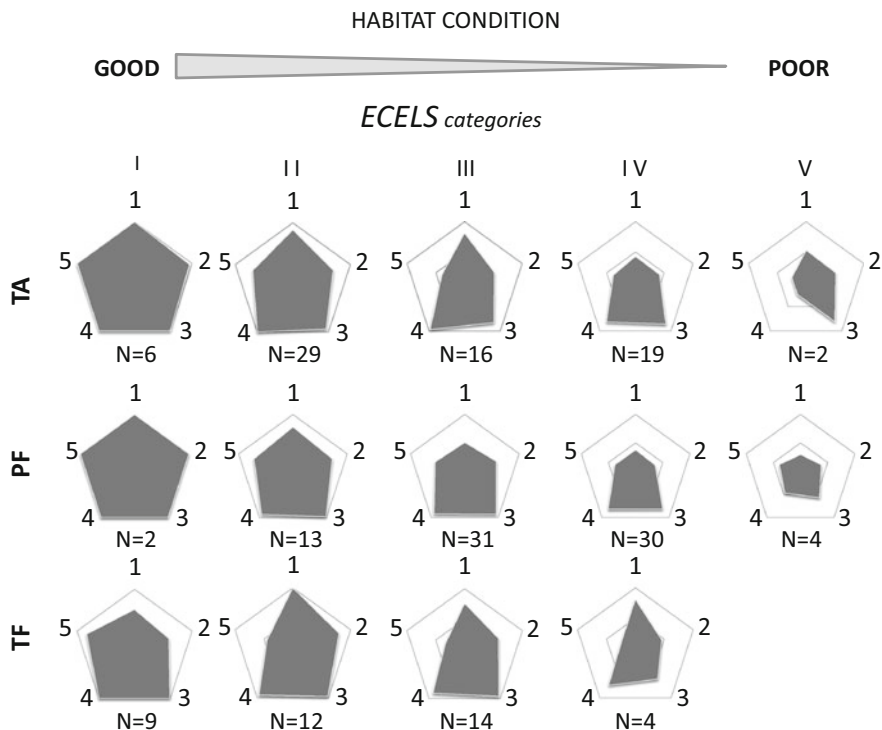 HABITAT CONDITION
GOOD POOR
ECELS categories
I I I III I V V
1 1 1 1 1
TA 5 2 5 2 5 2 5 2 5 2
4 3 4 3 4 3 4 3 4 3
N=6 N=29 N=16 N=19 N=2
1 1 1 1 1
PF 5 2 5 2 5 2 5 2 5 2
4 3 4 3 4 3 4 3 4 3
N=2 N=13 N=31 N=30 N=4
1 1 1 1
TF 5 2 5 2 5 2 5 2
4 3 4 3 4 3 4 3
N=9 N=12 N=14 N=4